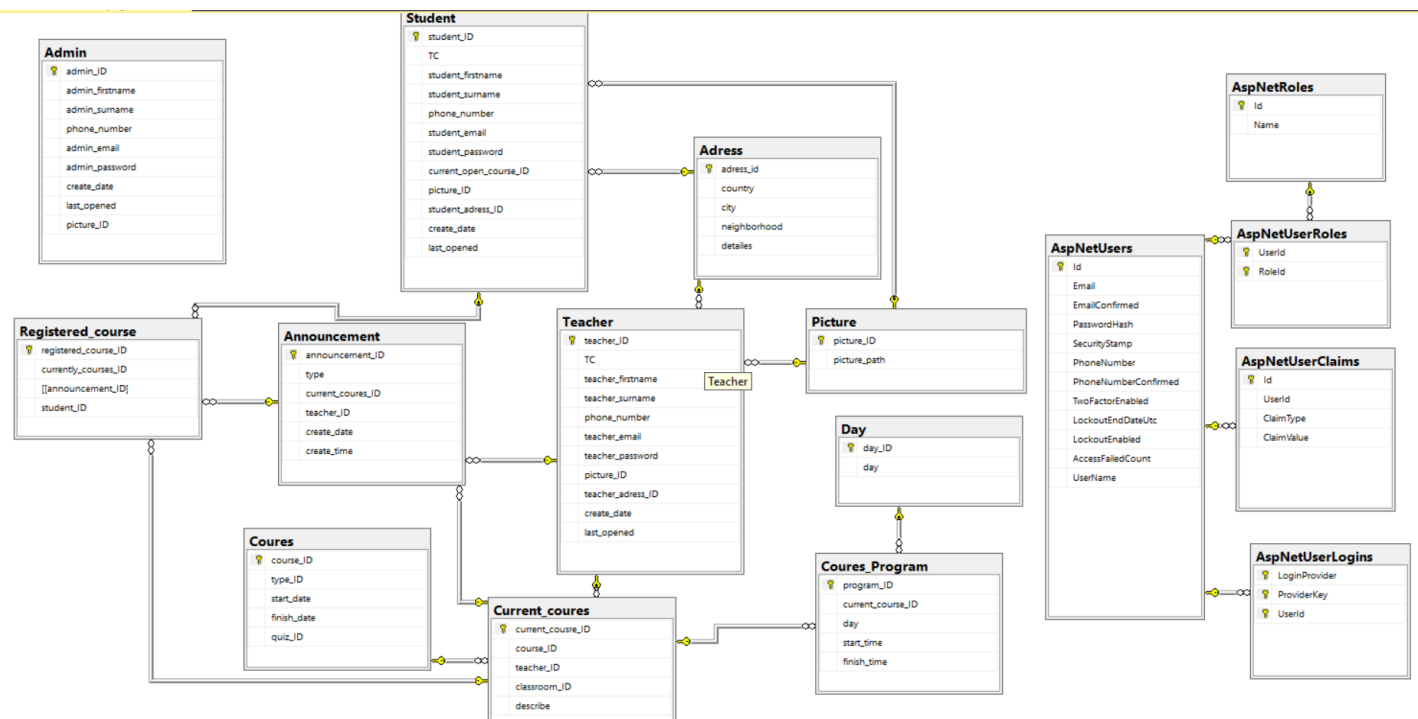 Student
student_ID
TC
student_firstname
student_surname
phone_number
student_email
student_password
current_open_course_ID
picture_ID
student_adress_ID
create_date
last_opened
Admin
admin_ID
admin_firstname
admin_surname
phone_number
admin_email
admin_password
create_date
last_opened
picture_ID
Adress
adress_id
country
city
neighborhood
detailes
AspNetRoles
Id
Name
AspNetUserRoles
UserId
RoleId
AspNetUsers
Id
Email
EmailConfirmed
PasswordHash
SecurityStamp
PhoneNumber
PhoneNumberConfirmed
TwoFactorEnabled
LockoutEndDateUtc
LockoutEnabled
AccessFailedCount
UserName
Registered_course
registered_course_ID
currently_courses_ID
[[announcement_ID]
student_ID
Announcement
announcement_ID
type
current_coures_ID
teacher_ID
create_date
create_time
Teacher
teacher_ID
TC
teacher_firstname
teacher_surname
phone_number
teacher_email
teacher_password
picture_ID
teacher_adress_ID
create_date
last_opened
Teacher
Picture
picture_ID
picture_path
AspNetUserClaims
Id
UserId
ClaimType
ClaimValue
Day
day_ID
day
Coures
course_ID
type_ID
start_date
finish_date
quiz_ID
Current_coures
current_cousre_ID
course_ID
teacher_ID
classroom_ID
describe
Coures_Program
program_ID
current_course_ID
day
start_time
finish_time
AspNetUserLogins
LoginProvider
ProviderKey
UserId